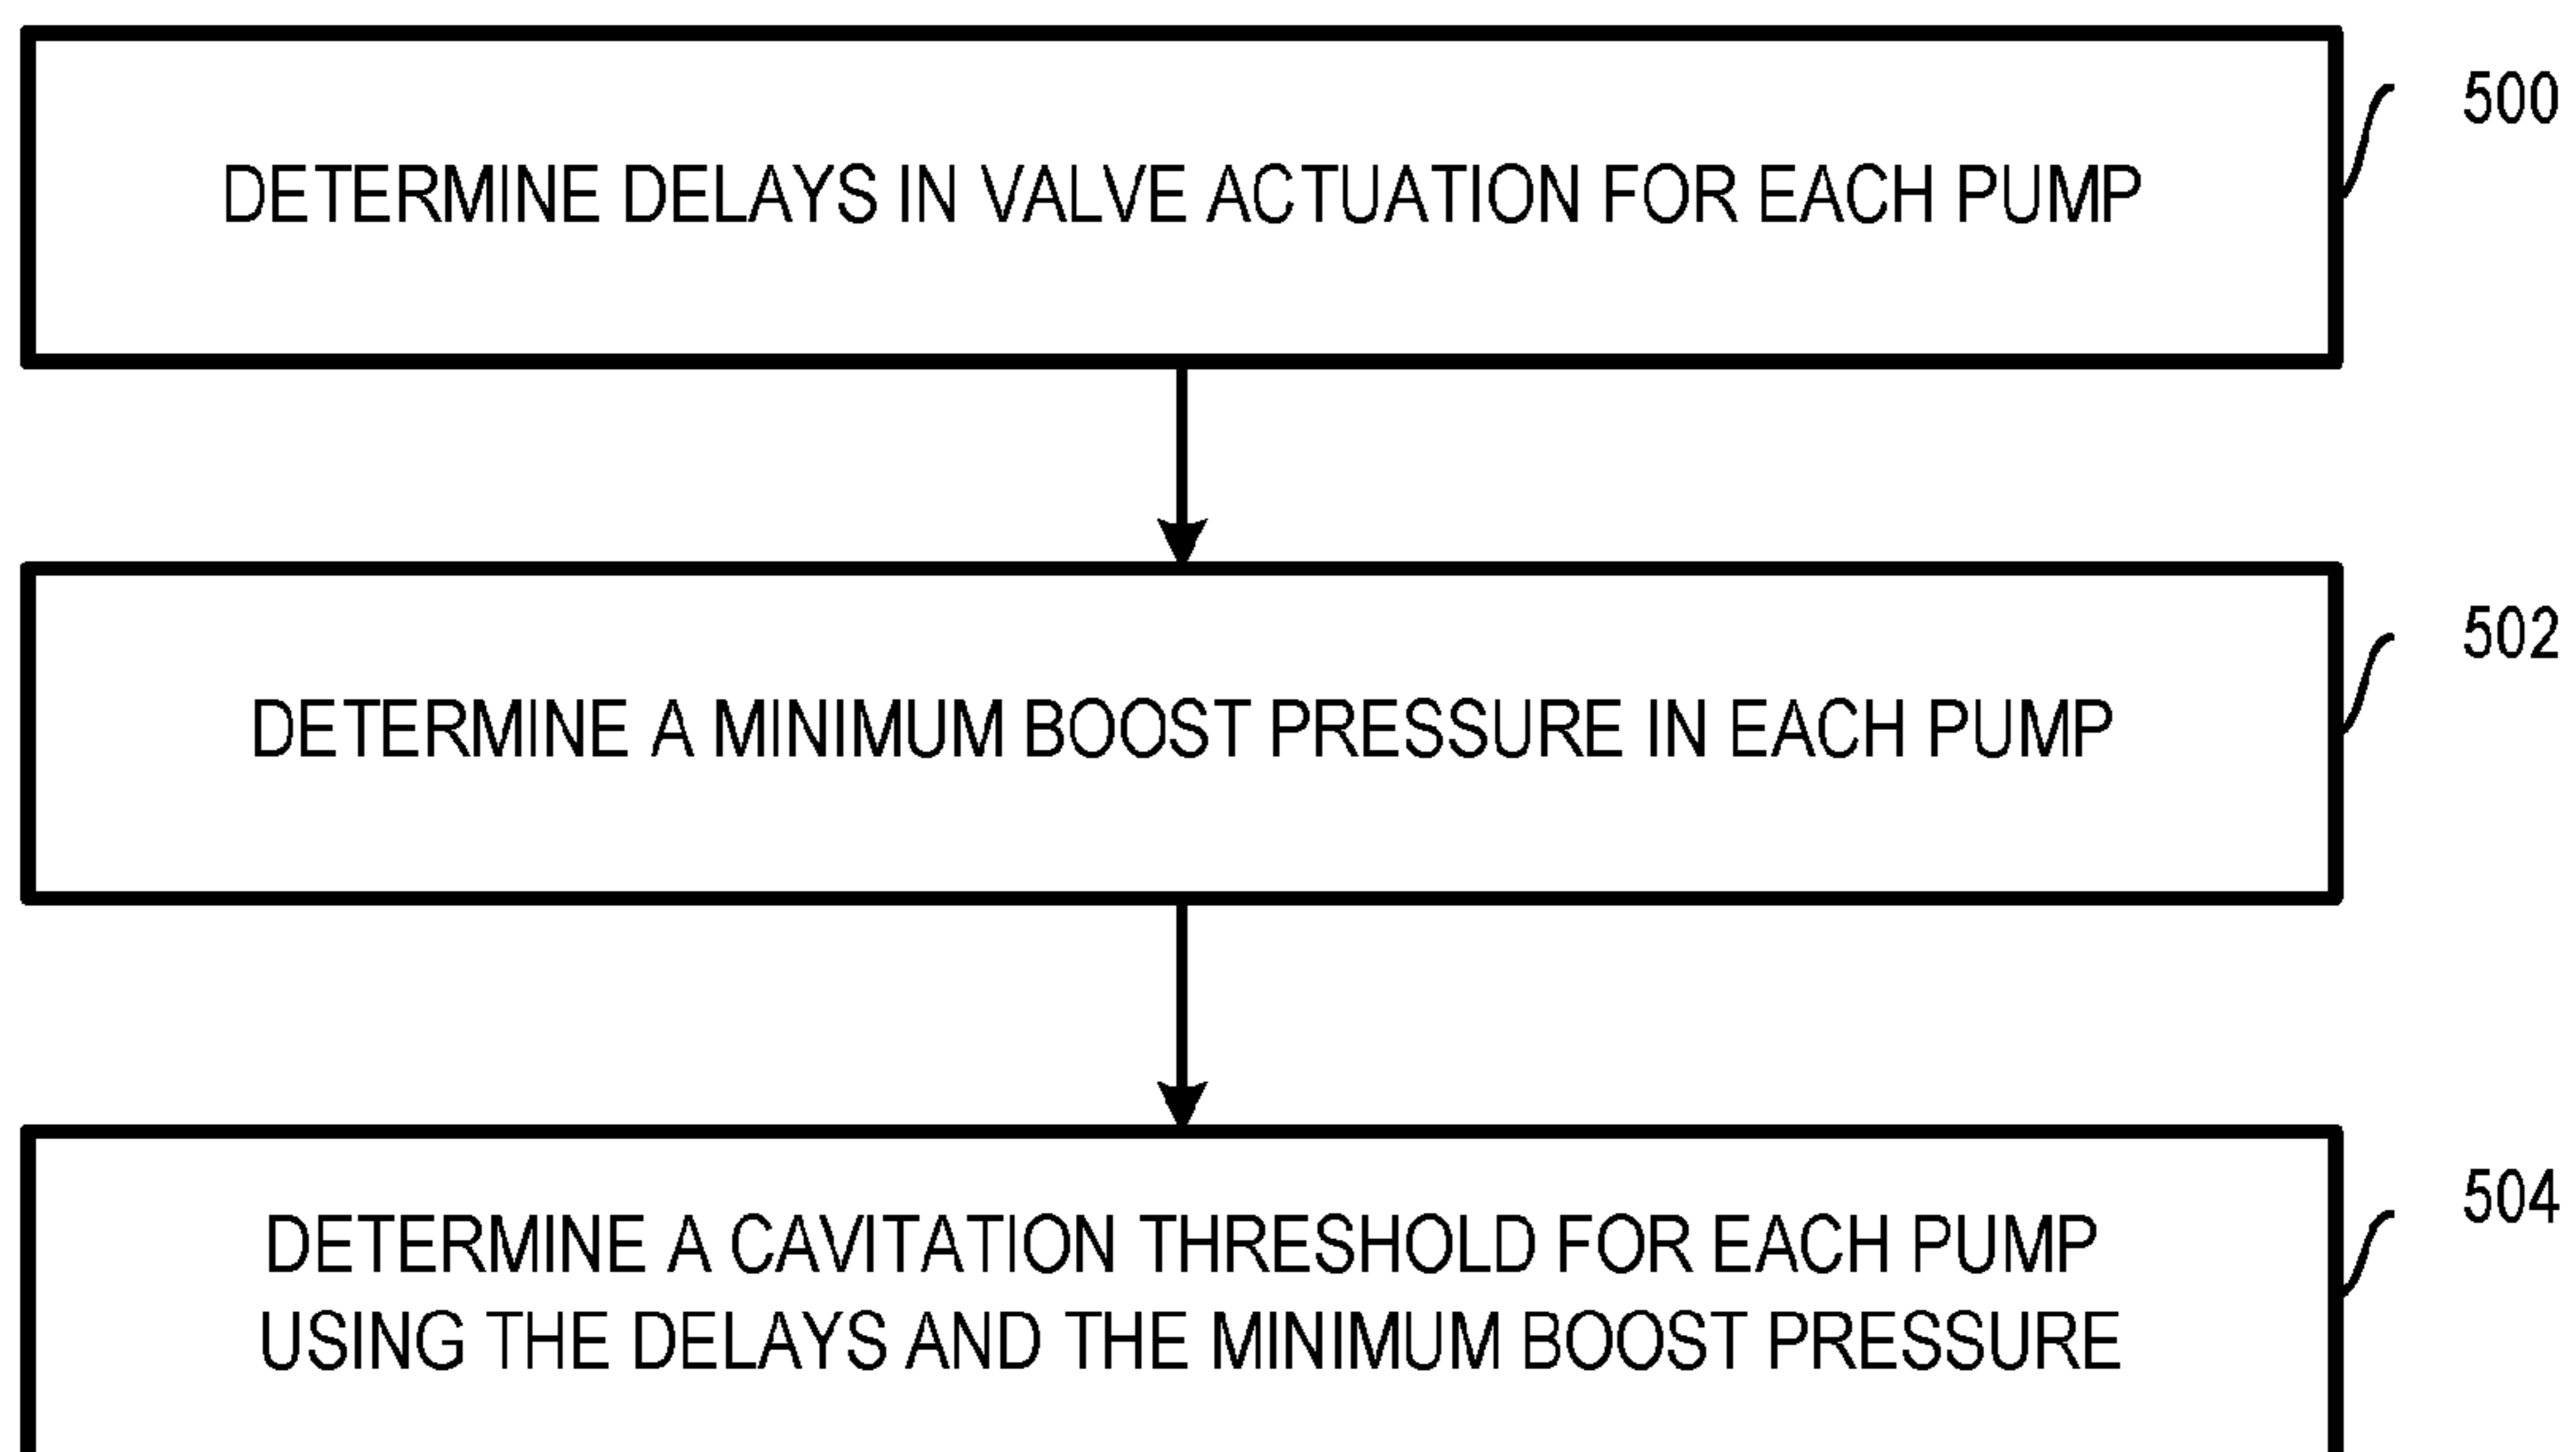 500
DETERMINE DELAYS IN VALVE ACTUATION FOR EACH PUMP
502
DETERMINE A MINIMUM BOOST PRESSURE IN EACH PUMP
504
DETERMINE A CAVITATION THRESHOLD FOR EACH PUMP
USING THE DELAYS AND THE MINIMUM BOOST PRESSURE